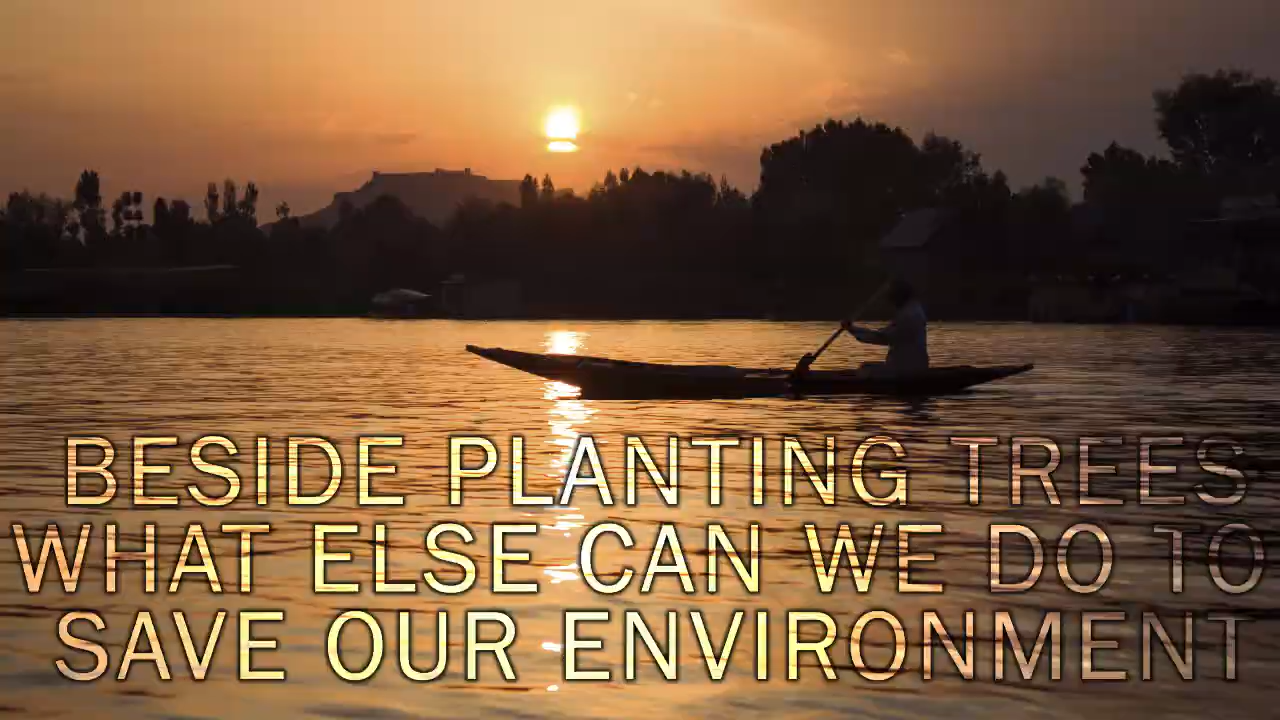 BESIDE PLANTING TREES
WHAT ELSE CAN WE DO TO
SAVE OUR ENVIRONMENT